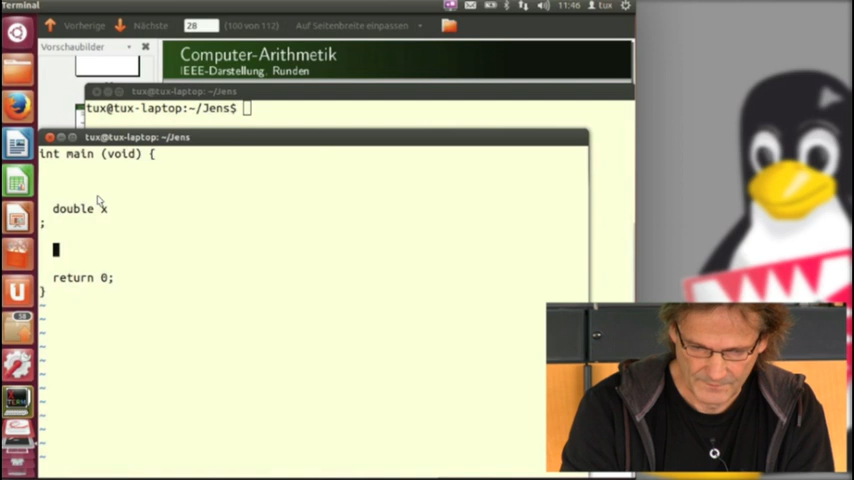 Terminal
11:46
tux
Vorherige
Nächste
28
(100 von 112)
Auf Seitenbreite einpassen
Vorschaubilder
Computer-Arithmetik
IEEE-Darstellung, Runden
tux@tux-laptop: ~/Jens
tux@tux-laptop:~/Jens$
tux@tux-laptop: ~/Jens
int main (void) {
double x
;
return 0;
}
~
~
~
~
~
~
~
~
~
~
~
~